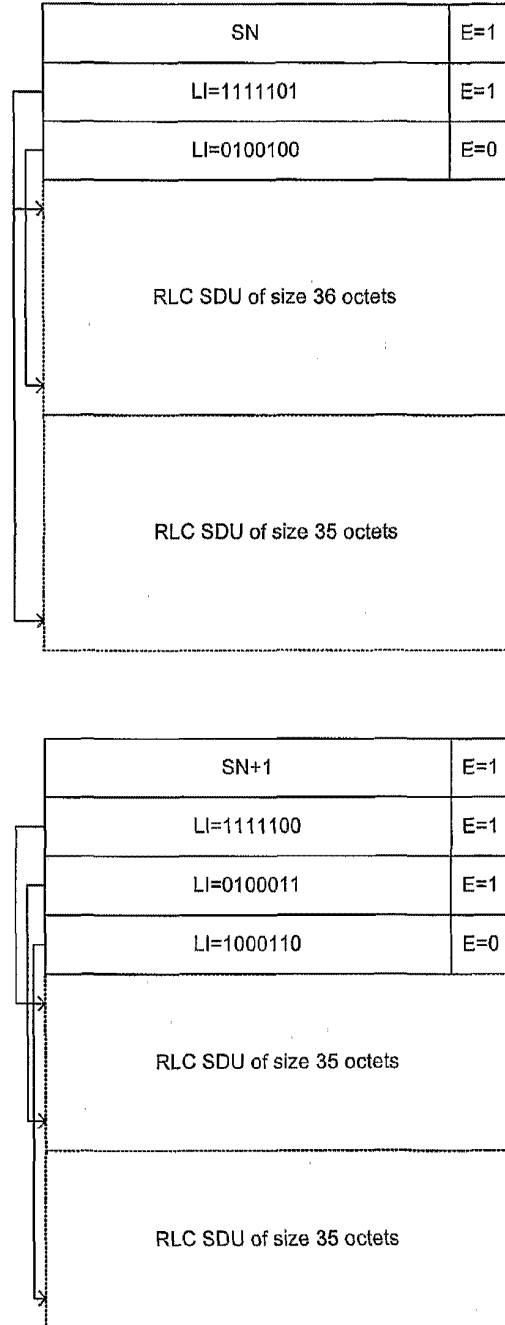 SN E=1
LI=1111101 E=1
LI=0100100 E=0
RLC SDU of size 36 octets
RLC SDU of size 35 octets
SN+1 E=1
LI=1111100 E=1
LI=0100011 E=1
LI=1000110 E=0
RLC SDU of size 35 octets
RLC SDU of size 35 octets